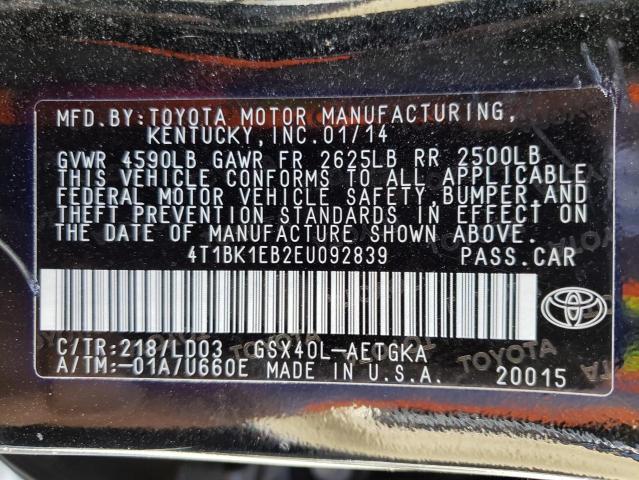 MFD.BY:TOYOTA MOTOR MANUFACTURING,
KENTUCKY,INC.01/14
GVWR 4590LB GAWR FR 2625LB RR 2500LB
THIS VEHICLE CONFORMS TO ALL APPLICABLE
FEDERAL MOTOR VEHICLE SAFETY,BUMPER,AND
THEFT PREVENTION STANDARDS IN EFFECT ON
THE DATE OF MANUFACTURE SHOWN ABOVE.
4T1BK1EB2EU092839 PASS.CAR
C/TR:218/LD03 GSX40L-AETGKA
A/TM:-01A/U660E MADE IN U.S.A. 20015